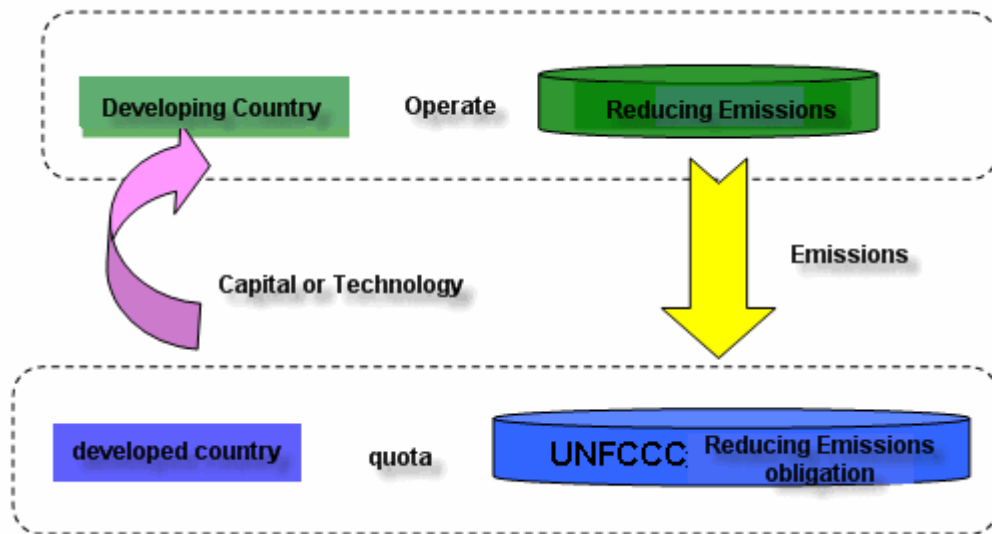 Developing Country
Operate
Reducing Emissions
Emissions
Capital or Technology
developed country
quota
UNFCCC
Reducing Emissions
obligation